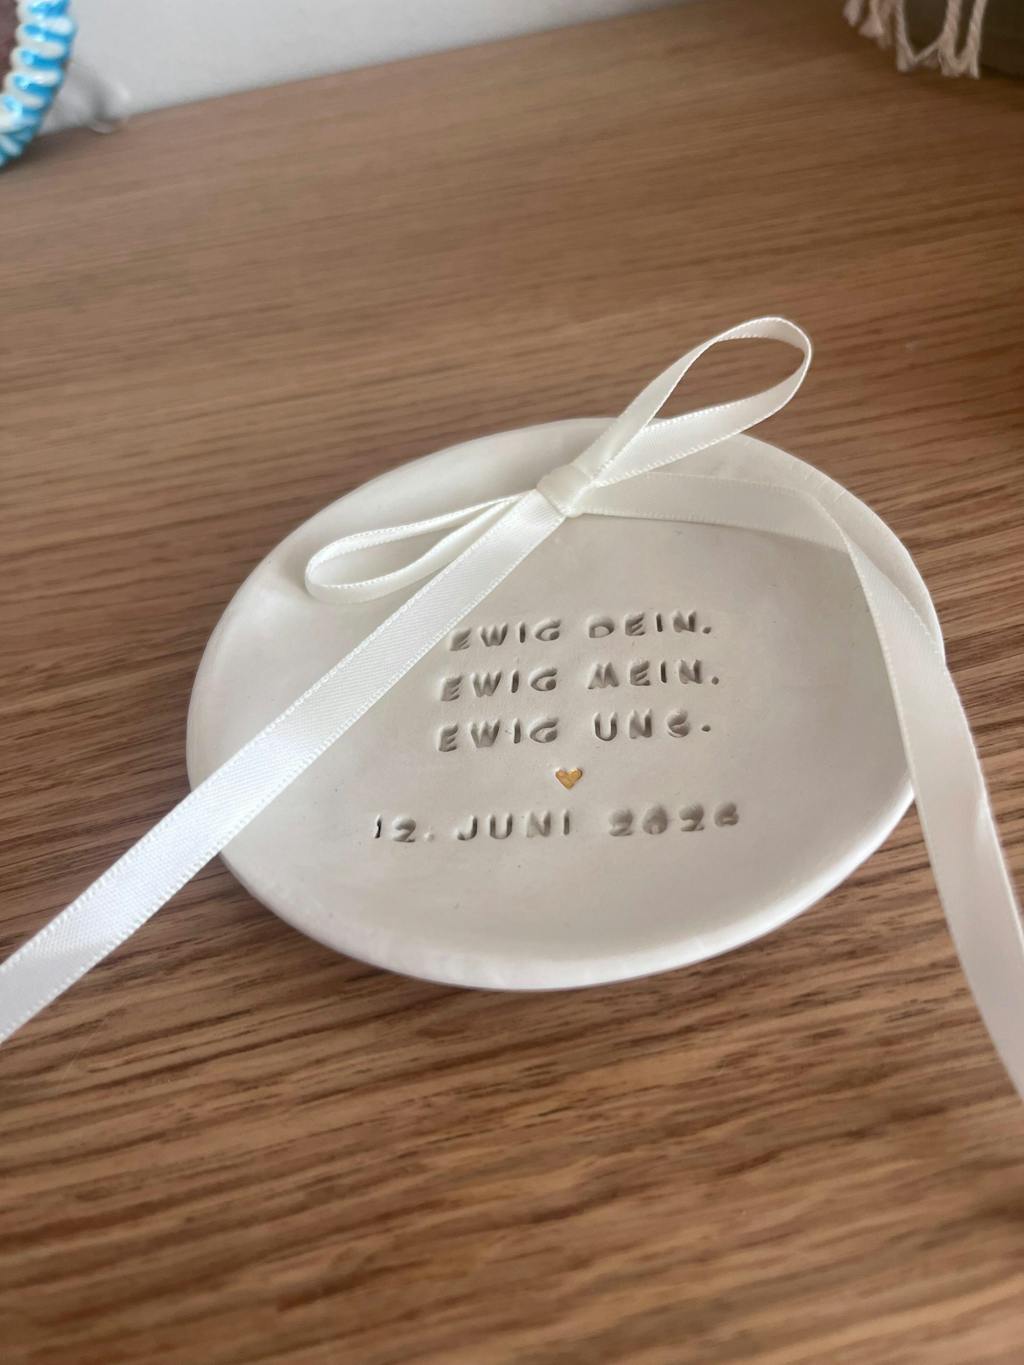 EWIG DEIN.
EWIG MEIN.
EWIG UNS.
12. JUNI 2026